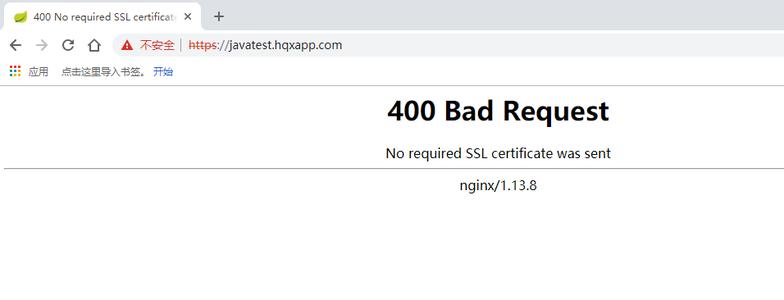 400 No required SSL certificate
不安全 https://javatest.hqxapp.com
应用 点击这里导入书签。 开始
400 Bad Request
No required SSL certificate was sent
nginx/1.13.8